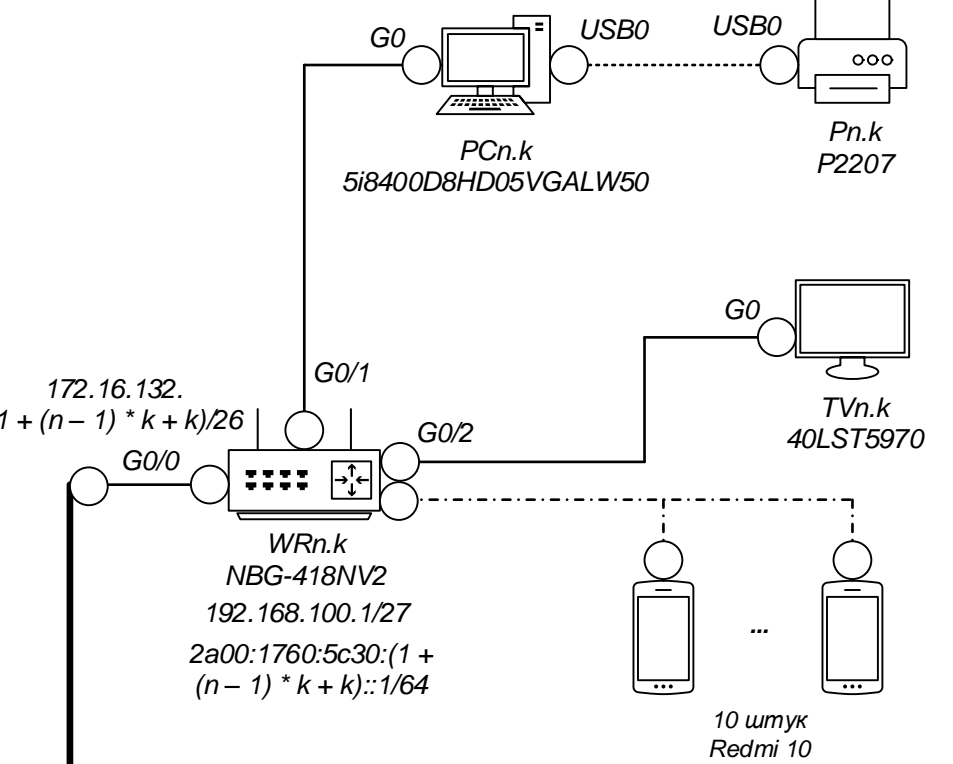 G0
USB0
USB0
PCn.k
5i8400D8HD05VGALW50
Pn.k
P2207
G0
TVn.k
40LST5970
G0/1
172.16.132.
1 + (n – 1) * k + k)/26
G0/0
G0/2
WRn.k
NBG-418NV2
192.168.100.1/27
2a00:1760:5c30:(1 +
(n – 1) * k + k)::1/64
...
10 штук
Redmi 10